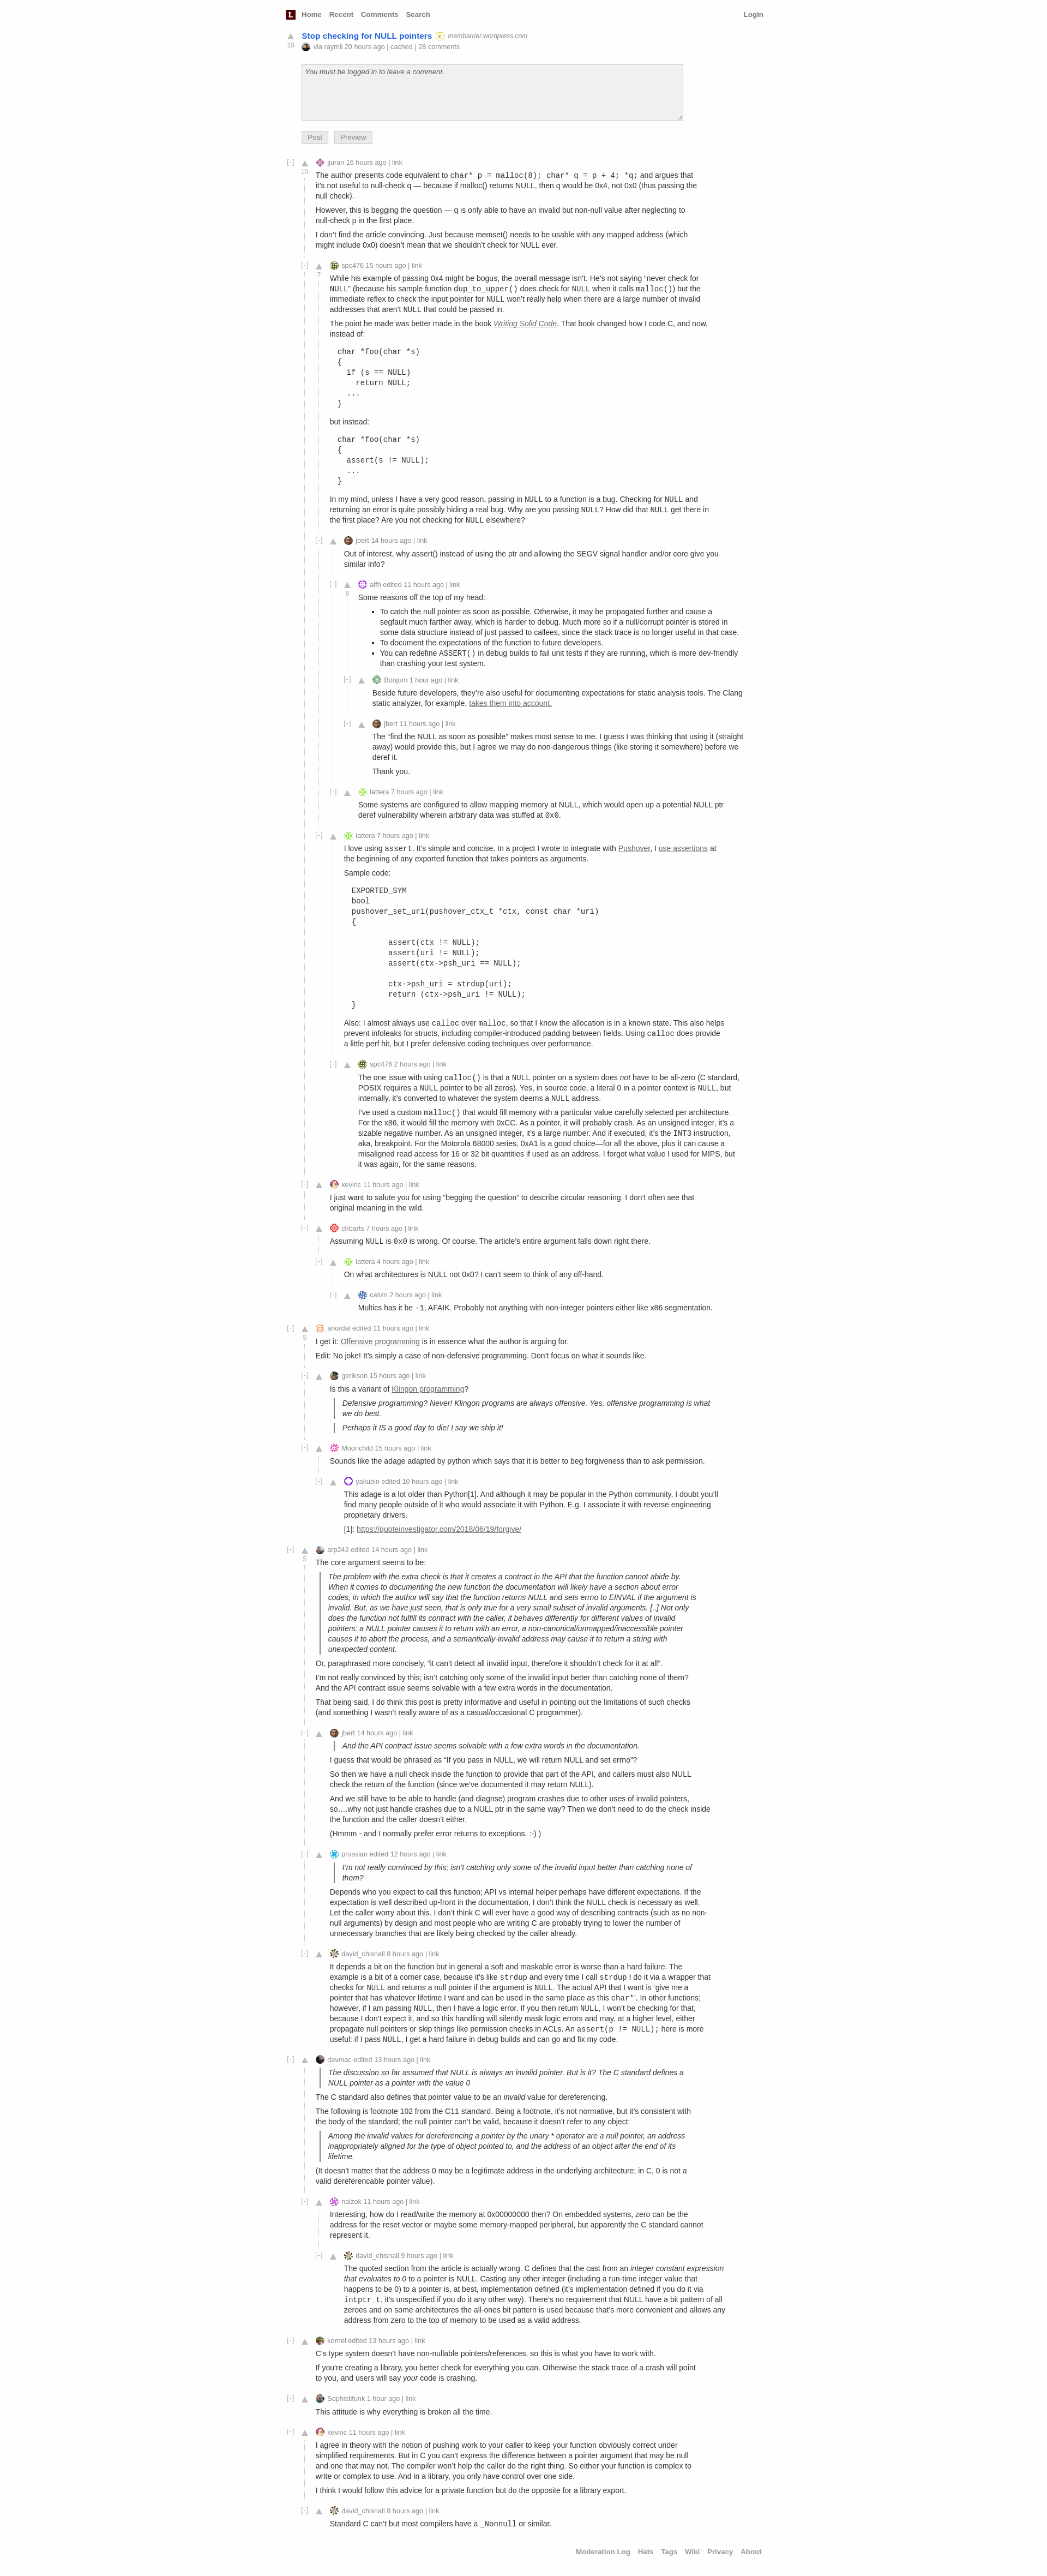 L Home Recent Comments Search Login
Stop checking for NULL pointers c membarrier.wordpress.com
18 via raymii 20 hours ago | cached | 28 comments
You must be logged in to leave a comment.
Post Preview
[-] jjuran 16 hours ago | link
10
The author presents code equivalent to char* p = malloc(8); char* q = p + 4; *q; and argues that
it's not useful to null-check q — because if malloc() returns NULL, then q would be 0x4, not 0x0 (thus passing the
null check).
However, this is begging the question — q is only able to have an invalid but non-null value after neglecting to
null-check p in the first place.
I don't find the article convincing. Just because memset() needs to be usable with any mapped address (which
might include 0x0) doesn't mean that we shouldn't check for NULL ever.
[-] spc476 15 hours ago | link
7
While his example of passing 0x4 might be bogus, the overall message isn't. He's not saying “never check for
NULL” (because his sample function dup_to_upper() does check for NULL when it calls malloc()) but the
immediate reflex to check the input pointer for NULL won't really help when there are a large number of invalid
addresses that aren't NULL that could be passed in.
The point he made was better made in the book Writing Solid Code. That book changed how I code C, and now,
instead of:
char *foo(char *s)
{
if (s == NULL)
return NULL;
...
}
but instead:
char *foo(char *s)
{
assert(s != NULL);
...
}
In my mind, unless I have a very good reason, passing in NULL to a function is a bug. Checking for NULL and
returning an error is quite possibly hiding a real bug. Why are you passing NULL? How did that NULL get there in
the first place? Are you not checking for NULL elsewhere?
[-] jbert 14 hours ago | link
Out of interest, why assert() instead of using the ptr and allowing the SEGV signal handler and/or core give you
similar info?
[-] alfh edited 11 hours ago | link
8
Some reasons off the top of my head:
• To catch the null pointer as soon as possible. Otherwise, it may be propagated further and cause a
segfault much farther away, which is harder to debug. Much more so if a null/corrupt pointer is stored in
some data structure instead of just passed to callees, since the stack trace is no longer useful in that case.
• To document the expectations of the function to future developers.
• You can redefine ASSERT() in debug builds to fail unit tests if they are running, which is more dev-friendly
than crashing your test system.
[-] Boojum 1 hour ago | link
Beside future developers, they're also useful for documenting expectations for static analysis tools. The Clang
static analyzer, for example, takes them into account.
[-] jbert 11 hours ago | link
The “find the NULL as soon as possible” makes most sense to me. I guess I was thinking that using it (straight
away) would provide this, but I agree we may do non-dangerous things (like storing it somewhere) before we
deref it.
Thank you.
[-] lattera 7 hours ago | link
Some systems are configured to allow mapping memory at NULL, which would open up a potential NULL ptr
deref vulnerability wherein arbitrary data was stuffed at 0x0.
[-] lattera 7 hours ago | link
I love using assert. It's simple and concise. In a project I wrote to integrate with Pushover, I use assertions at
the beginning of any exported function that takes pointers as arguments.
Sample code:
EXPORTED_SYM
bool
pushover_set_uri(pushover_ctx_t *ctx, const char *uri)
{
assert(ctx != NULL);
assert(uri != NULL);
assert(ctx->psh_uri == NULL);
ctx->psh_uri = strdup(uri);
return (ctx->psh_uri != NULL);
}
Also: I almost always use calloc over malloc, so that I know the allocation is in a known state. This also helps
prevent infoleaks for structs, including compiler-introduced padding between fields. Using calloc does provide
a little perf hit, but I prefer defensive coding techniques over performance.
[-] spc476 2 hours ago | link
The one issue with using calloc() is that a NULL pointer on a system does not have to be all-zero (C standard,
POSIX requires a NULL pointer to be all zeros). Yes, in source code, a literal 0 in a pointer context is NULL, but
internally, it's converted to whatever the system deems a NULL address.
I've used a custom malloc() that would fill memory with a particular value carefully selected per architecture.
For the x86, it would fill the memory with 0xCC. As a pointer, it will probably crash. As an unsigned integer, it's a
sizable negative number. As an unsigned integer, it's a large number. And if executed, it's the INT3 instruction,
aka, breakpoint. For the Motorola 68000 series, 0xA1 is a good choice—for all the above, plus it can cause a
misaligned read access for 16 or 32 bit quantities if used as an address. I forgot what value I used for MIPS, but
it was again, for the same reasons.
[-] kevinc 11 hours ago | link
I just want to salute you for using “begging the question” to describe circular reasoning. I don't often see that
original meaning in the wild.
[-] chbarts 7 hours ago | link
Assuming NULL is 0x0 is wrong. Of course. The article's entire argument falls down right there.
[-] lattera 4 hours ago | link
On what architectures is NULL not 0x0? I can't seem to think of any off-hand.
[-] calvin 2 hours ago | link
Multics has it be -1, AFAIK. Probably not anything with non-integer pointers either like x86 segmentation.
[-] anordal edited 11 hours ago | link
5
I get it: Offensive programming is in essence what the author is arguing for.
Edit: No joke! It's simply a case of non-defensive programming. Don't focus on what it sounds like.
[-] gerikson 15 hours ago | link
Is this a variant of Klingon programming?
Defensive programming? Never! Klingon programs are always offensive. Yes, offensive programming is what
we do best.
Perhaps it IS a good day to die! I say we ship it!
[-] Moonchild 15 hours ago | link
Sounds like the adage adapted by python which says that it is better to beg forgiveness than to ask permission.
[-] yakubin edited 10 hours ago | link
This adage is a lot older than Python[1]. And although it may be popular in the Python community, I doubt you'll
find many people outside of it who would associate it with Python. E.g. I associate it with reverse engineering
proprietary drivers.
[1]: https://quoteinvestigator.com/2018/06/19/forgive/
[-] arp242 edited 14 hours ago | link
5
The core argument seems to be:
The problem with the extra check is that it creates a contract in the API that the function cannot abide by.
When it comes to documenting the new function the documentation will likely have a section about error
codes, in which the author will say that the function returns NULL and sets errno to EINVAL if the argument is
invalid. But, as we have just seen, that is only true for a very small subset of invalid arguments. [..] Not only
does the function not fulfill its contract with the caller, it behaves differently for different values of invalid
pointers: a NULL pointer causes it to return with an error, a non-canonical/unmapped/inaccessible pointer
causes it to abort the process, and a semantically-invalid address may cause it to return a string with
unexpected content.
Or, paraphrased more concisely, “it can't detect all invalid input, therefore it shouldn't check for it at all”.
I'm not really convinced by this; isn't catching only some of the invalid input better than catching none of them?
And the API contract issue seems solvable with a few extra words in the documentation.
That being said, I do think this post is pretty informative and useful in pointing out the limitations of such checks
(and something I wasn't really aware of as a casual/occasional C programmer).
[-] jbert 14 hours ago | link
And the API contract issue seems solvable with a few extra words in the documentation.
I guess that would be phrased as “If you pass in NULL, we will return NULL and set errno”?
So then we have a null check inside the function to provide that part of the API, and callers must also NULL
check the return of the function (since we've documented it may return NULL).
And we still have to be able to handle (and diagnse) program crashes due to other uses of invalid pointers,
so….why not just handle crashes due to a NULL ptr in the same way? Then we don't need to do the check inside
the function and the caller doesn't either.
(Hmmm - and I normally prefer error returns to exceptions. :-) )
[-] prussian edited 12 hours ago | link
I'm not really convinced by this; isn't catching only some of the invalid input better than catching none of
them?
Depends who you expect to call this function; API vs internal helper perhaps have different expectations. If the
expectation is well described up-front in the documentation, I don't think the NULL check is necessary as well.
Let the caller worry about this. I don't think C will ever have a good way of describing contracts (such as no non-
null arguments) by design and most people who are writing C are probably trying to lower the number of
unnecessary branches that are likely being checked by the caller already.
[-] david_chisnall 8 hours ago | link
It depends a bit on the function but in general a soft and maskable error is worse than a hard failure. The
example is a bit of a corner case, because it's like strdup and every time I call strdup I do it via a wrapper that
checks for NULL and returns a null pointer if the argument is NULL. The actual API that I want is ‘give me a
pointer that has whatever lifetime I want and can be used in the same place as this char*’. In other functions;
however, if I am passing NULL, then I have a logic error. If you then return NULL, I won't be checking for that,
because I don't expect it, and so this handling will silently mask logic errors and may, at a higher level, either
propagate null pointers or skip things like permission checks in ACLs. An assert(p != NULL); here is more
useful: if I pass NULL, I get a hard failure in debug builds and can go and fix my code.
[-] davmac edited 13 hours ago | link
The discussion so far assumed that NULL is always an invalid pointer. But is it? The C standard defines a
NULL pointer as a pointer with the value 0
The C standard also defines that pointer value to be an invalid value for dereferencing.
The following is footnote 102 from the C11 standard. Being a footnote, it's not normative, but it's consistent with
the body of the standard; the null pointer can't be valid, because it doesn't refer to any object:
Among the invalid values for dereferencing a pointer by the unary * operator are a null pointer, an address
inappropriately aligned for the type of object pointed to, and the address of an object after the end of its
lifetime.
(It doesn't matter that the address 0 may be a legitimate address in the underlying architecture; in C, 0 is not a
valid dereferencable pointer value).
[-] nalzok 11 hours ago | link
Interesting, how do I read/write the memory at 0x00000000 then? On embedded systems, zero can be the
address for the reset vector or maybe some memory-mapped peripheral, but apparently the C standard cannot
represent it.
[-] david_chisnall 9 hours ago | link
The quoted section from the article is actually wrong. C defines that the cast from an integer constant expression
that evaluates to 0 to a pointer is NULL. Casting any other integer (including a run-time integer value that
happens to be 0) to a pointer is, at best, implementation defined (it's implementation defined if you do it via
intptr_t, it's unspecified if you do it any other way). There's no requirement that NULL have a bit pattern of all
zeroes and on some architectures the all-ones bit pattern is used because that's more convenient and allows any
address from zero to the top of memory to be used as a valid address.
[-] kornel edited 13 hours ago | link
C's type system doesn't have non-nullable pointers/references, so this is what you have to work with.
If you're creating a library, you better check for everything you can. Otherwise the stack trace of a crash will point
to you, and users will say your code is crashing.
[-] Sophistifunk 1 hour ago | link
This attitude is why everything is broken all the time.
[-] kevinc 11 hours ago | link
I agree in theory with the notion of pushing work to your caller to keep your function obviously correct under
simplified requirements. But in C you can't express the difference between a pointer argument that may be null
and one that may not. The compiler won't help the caller do the right thing. So either your function is complex to
write or complex to use. And in a library, you only have control over one side.
I think I would follow this advice for a private function but do the opposite for a library export.
[-] david_chisnall 8 hours ago | link
Standard C can't but most compilers have a _Nonnull or similar.
Moderation Log Hats Tags Wiki Privacy About